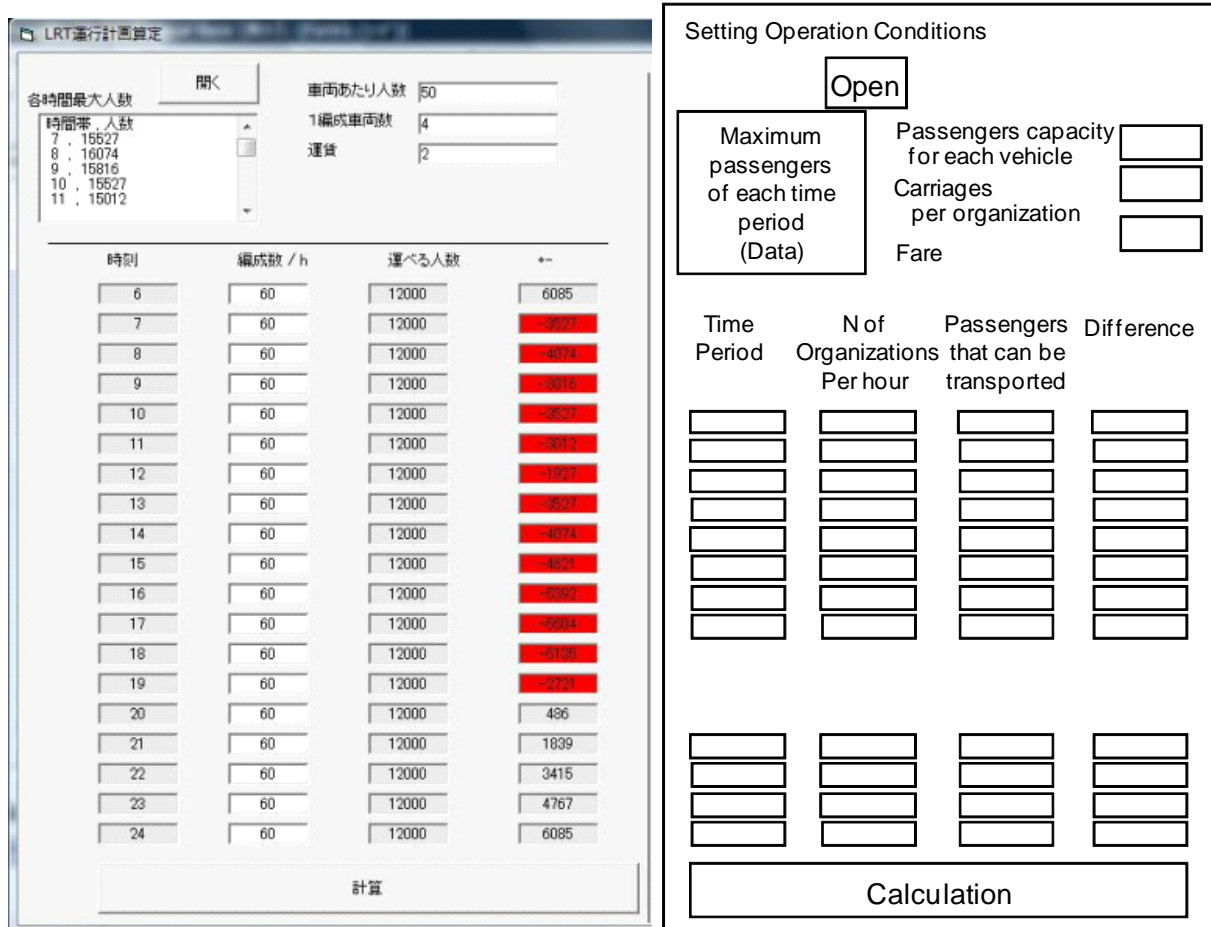 LRT運行計画算定
開く
各時間最大人数
時間帯 , 人数
7 , 15527
8 , 16074
9 , 15816
10 , 15527
11 , 15012
車両あたり人数 50
1編成車両数 4
運賃 2
時刻 編成数 / h 運べる人数 +-
6 60 12000 6085
7 60 12000 -3527
8 60 12000 -4074
9 60 12000 -3816
10 60 12000 -3527
11 60 12000 -3012
12 60 12000 -1927
13 60 12000 -3527
14 60 12000 -4074
15 60 12000 -4621
16 60 12000 -5392
17 60 12000
18 60 12000
19 60 12000 -2721
20 60 12000 486
21 60 12000 1839
22 60 12000 3415
23 60 12000 4767
24 60 12000 6085
計算
Setting Operation Conditions
Open
Maximum
passengers
of each time
period
(Data)
Passengers capacity
for each vehicle
Carriages
per organization
Fare
Time
Period
N of
Organizations
Per hour
Passengers
that can be
transported
Difference
Calculation